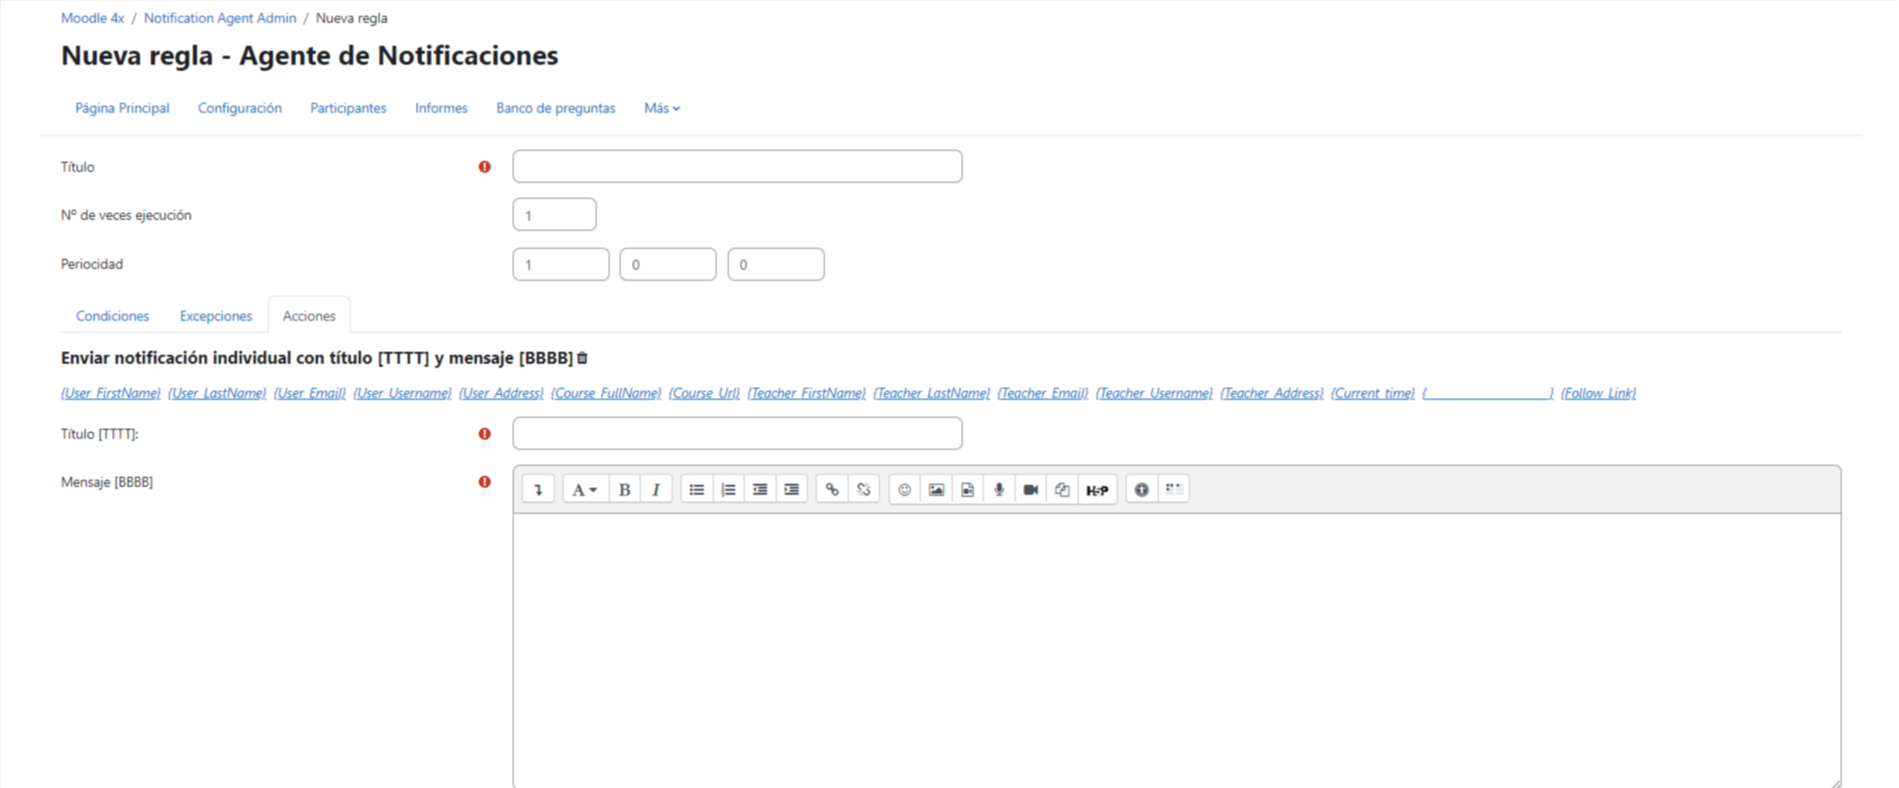 Moodle 4x / Notification Agent Admin / Nueva regla
Nueva regla - Agente de Notificaciones
Página Principal Configuración Participantes Informes Banco de preguntas Más
Título
Nº de veces ejecución 1
Periocidad 1 0 0
Condiciones Excepciones Acciones
Enviar notificación individual con título [TTTT] y mensaje [BBBB]
{User_FirstName} {User_LastName} {User_Email} {User_Username} {User_Address} {Course_FullName} {Course_Url} {Teacher_FirstName} {Teacher_LastName} {Teacher_Email} {Teacher_Username} {Teacher_Address} {Current_time} { } {Follow_Link}
Título [TTTT]:
Mensaje [BBBB]
A B I H5P